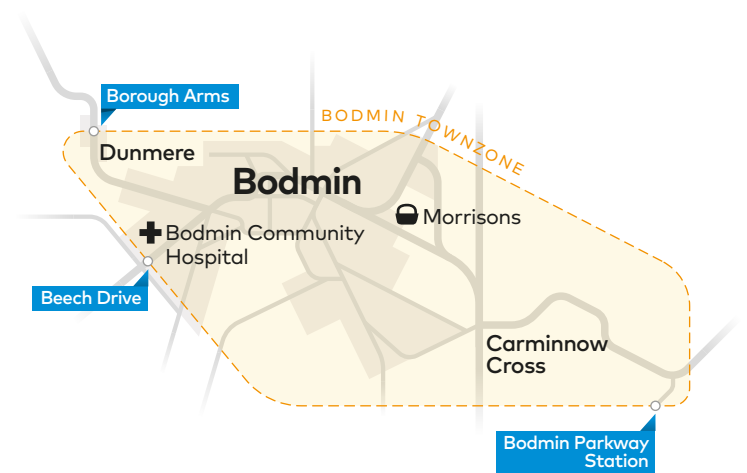 Borough Arms
BODMIN TOWNZONE
Dunmere
Bodmin
Morrisons
Bodmin Community
Hospital
Beech Drive
Carminnow
Cross
Bodmin Parkway
Station